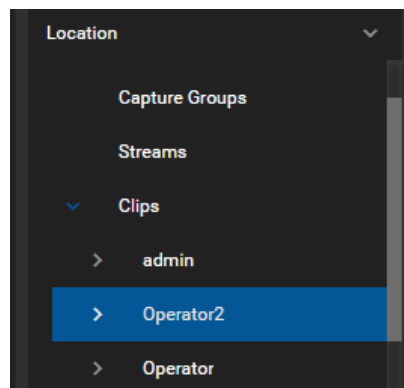 Location
Capture Groups
Streams
Clips
admin
Operator2
Operator